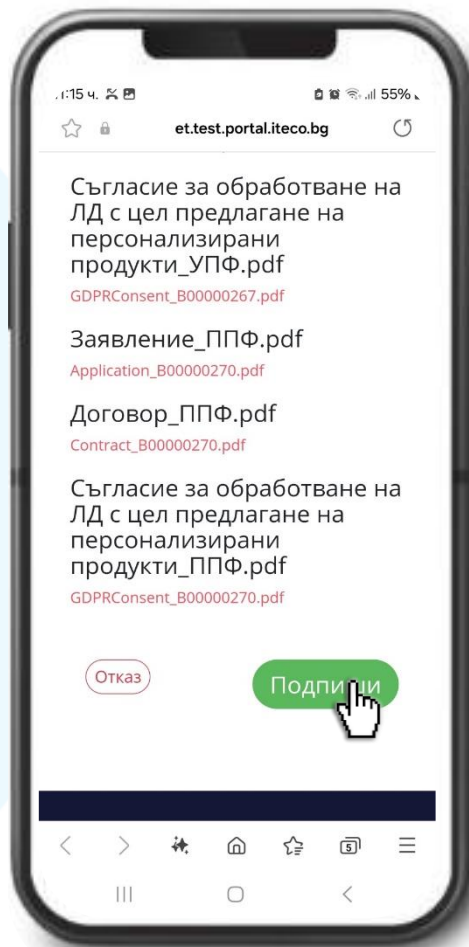 :15 ч.
55%
et.test.portal.iteco.bg
Съгласие за обработване на
ЛД с цел предлагане на
персонализирани
продукти_УПФ.pdf
GDPRConsent_B00000267.pdf
Заявление_ППФ.pdf
Application_B00000270.pdf
Договор_ППФ.pdf
Contract_B00000270.pdf
Съгласие за обработване на
ЛД с цел предлагане на
персонализирани
продукти_ППФ.pdf
GDPRConsent_B00000270.pdf
Отказ
Подпиши
5